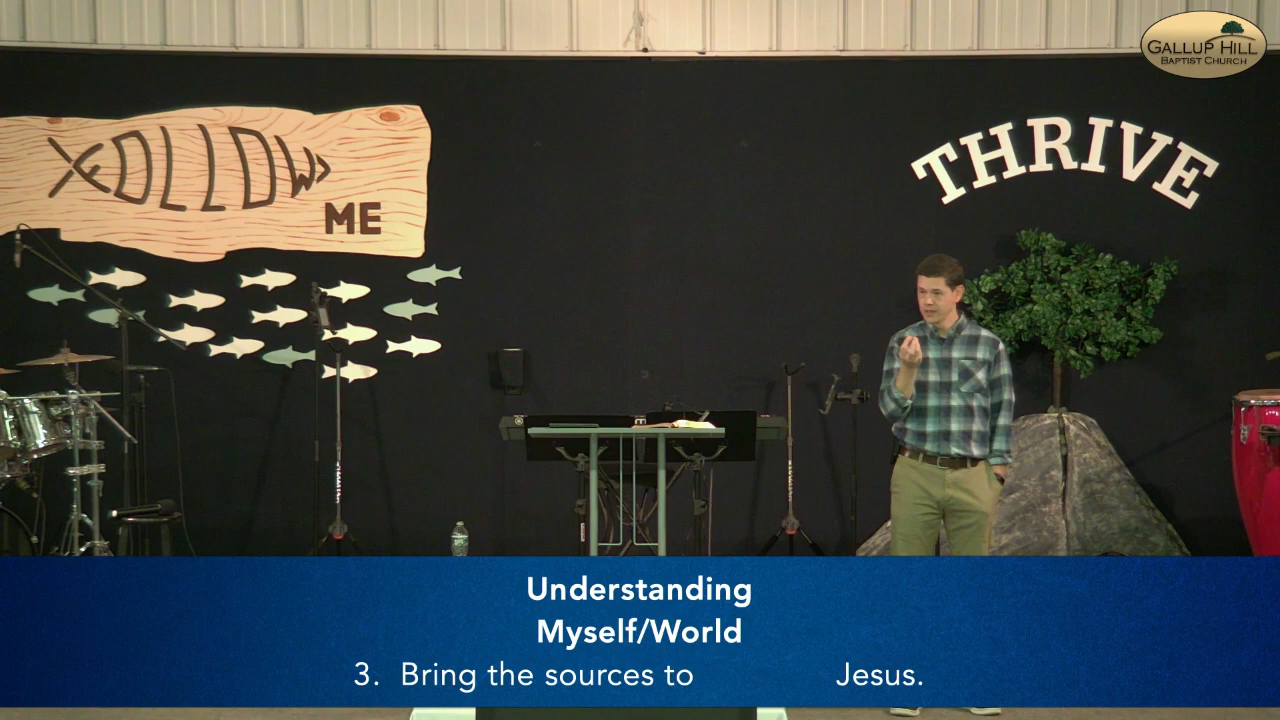 GALLUP HILL
BAPTIST CHURCH
FOLLOW
ME
THRIVE
Understanding
Myself/World
3. Bring the sources to Jesus.